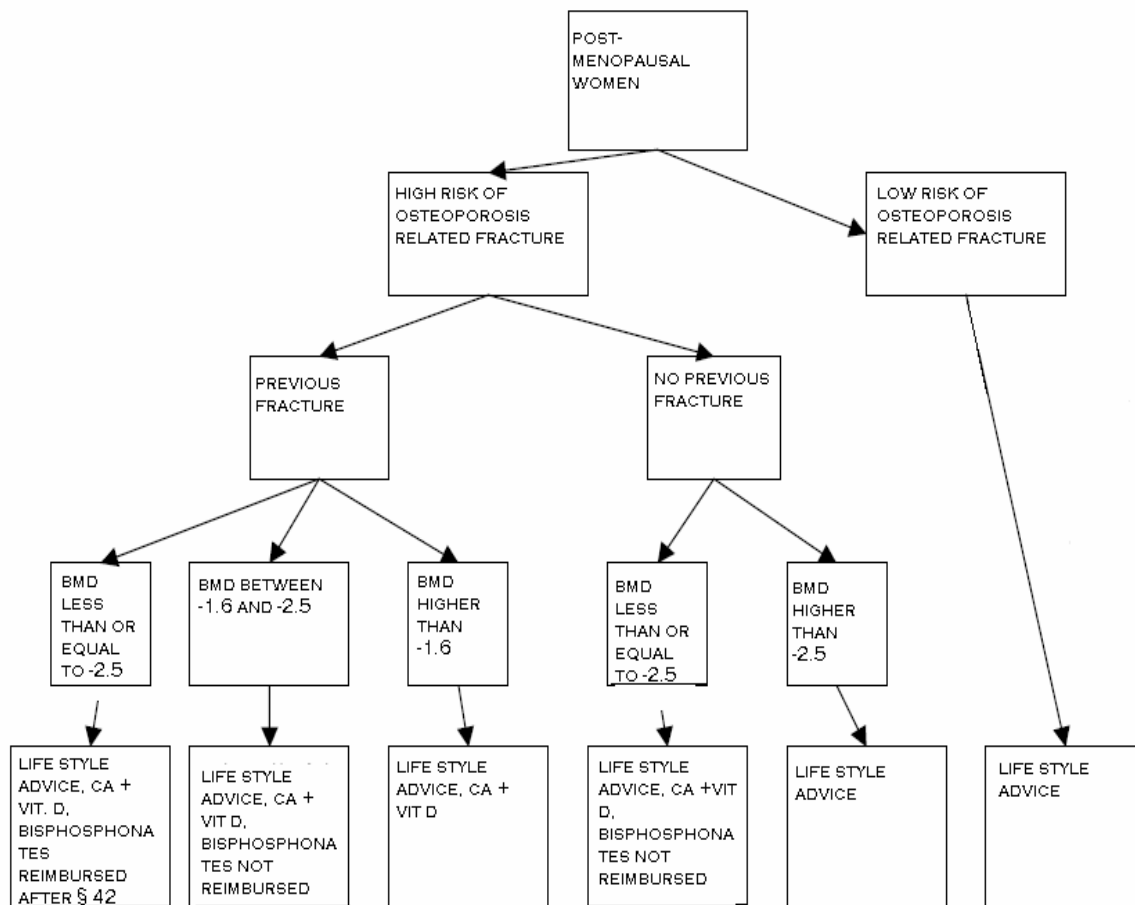 POST-
MENOPAUSAL
WOMEN
HIGH RISK OF
OSTEOPOROSIS
RELATED FRACTURE
LOW RISK OF
OSTEOPOROSIS
RELATED FRACTURE
PREVIOUS
FRACTURE
NO PREVIOUS
FRACTURE
BMD
LESS
THAN OR
EQUAL
TO -2.5
BMD BETWEEN
-1.6 AND -2.5
BMD
HIGHER
THAN
-1.6
BMD
LESS
THAN OR
EQUAL
TO -2.5
BMD
HIGHER
THAN
-2.5
LIFE STYLE
ADVICE, CA +
VIT. D,
BISPHOSPHONA
TES
REIMBURSED
AFTER § 42
LIFE STYLE
ADVICE, CA +
VIT D,
BISPHOSPHONA
TES NOT
REIMBURSED
LIFE STYLE
ADVICE, CA +
VIT D
LIFE STYLE
ADVICE, CA +VIT
D,
BISPHOSPHONA
TES NOT
REIMBURSED
LIFE STYLE
ADVICE
LIFE STYLE
ADVICE